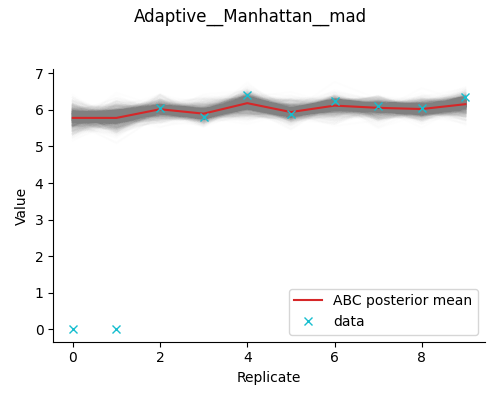 Adaptive__Manhattan__mad
7
6
5
4
3
2
1
0
Value
0 2 4 6 8
Replicate
ABC posterior mean
data